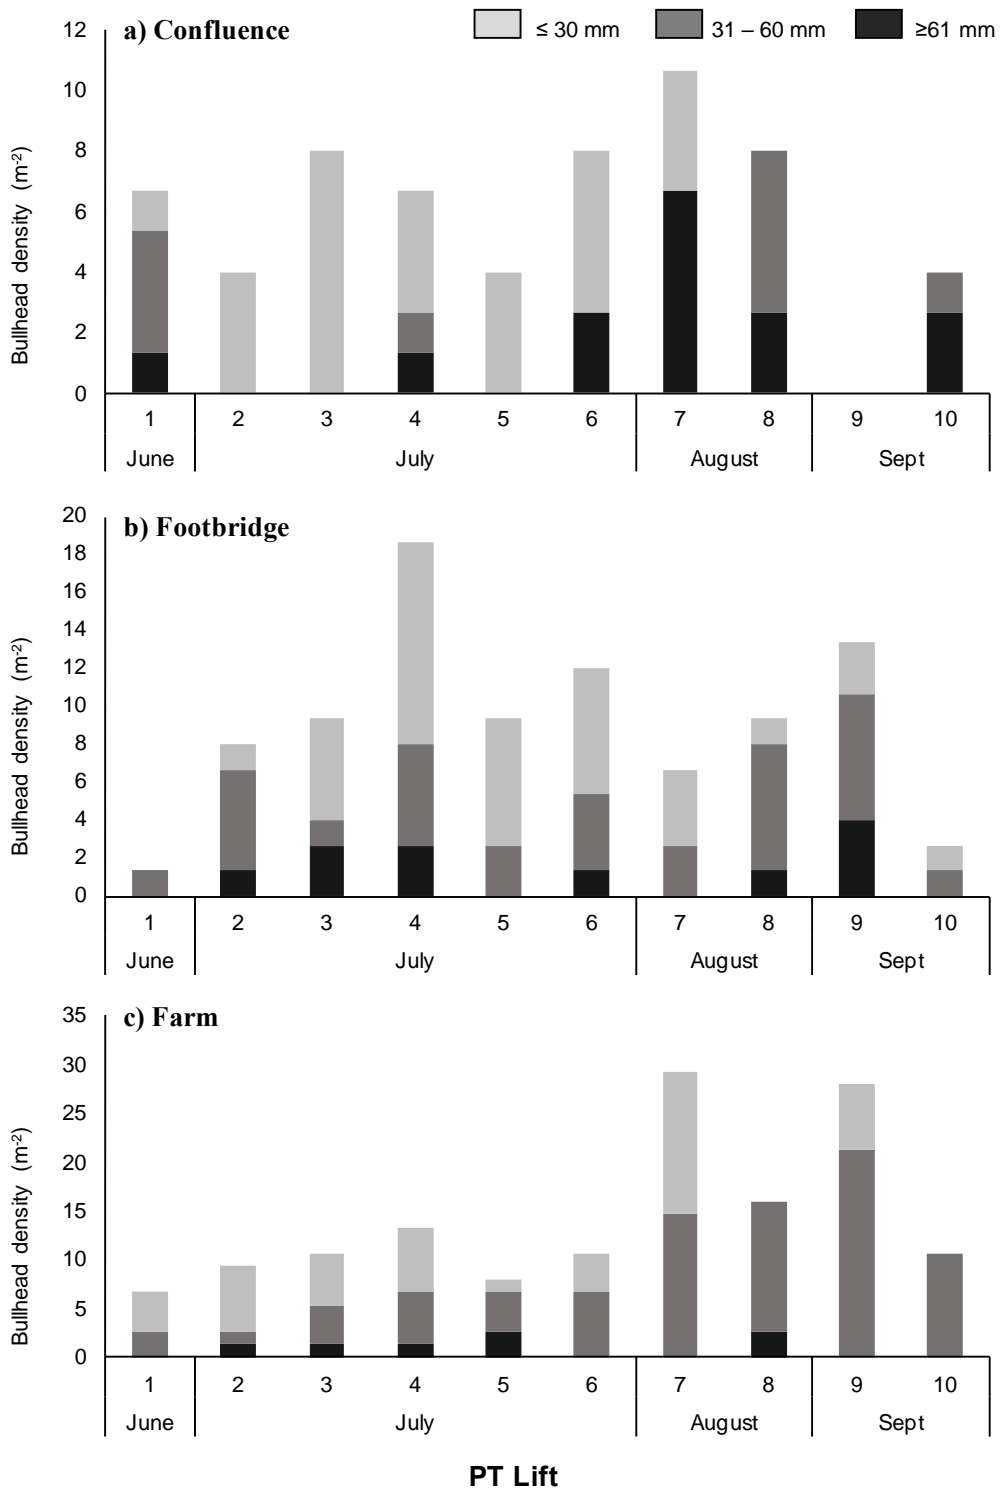 a) Confluence
≤ 30 mm 31 – 60 mm ≥61 mm
Bullhead density (m-2)
12
10
8
6
4
2
0
1 2 3 4 5 6 7 8 9 10
June July August Sept
b) Footbridge
Bullhead density (m-2)
20
18
16
14
12
10
8
6
4
2
0
1 2 3 4 5 6 7 8 9 10
June July August Sept
c) Farm
Bullhead density (m-2)
35
30
25
20
15
10
5
0
1 2 3 4 5 6 7 8 9 10
June July August Sept
PT Lift